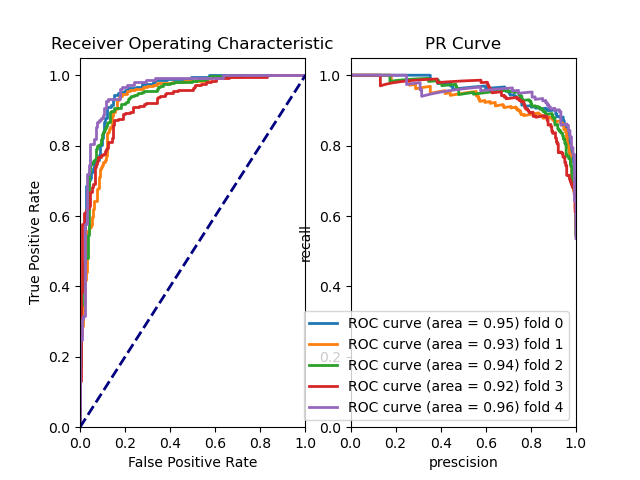 Receiver Operating Characteristic
PR Curve
1.0
0.8
0.6
0.4
0.2
0.0
True Positive Rate
0.0 0.2 0.4 0.6 0.8 1.0
False Positive Rate
1.0
0.8
0.6
0.4
0.2
0.0
recall
0.0 0.2 0.4 0.6 0.8 1.0
prescision
ROC curve (area = 0.95) fold 0
ROC curve (area = 0.93) fold 1
ROC curve (area = 0.94) fold 2
ROC curve (area = 0.92) fold 3
ROC curve (area = 0.96) fold 4